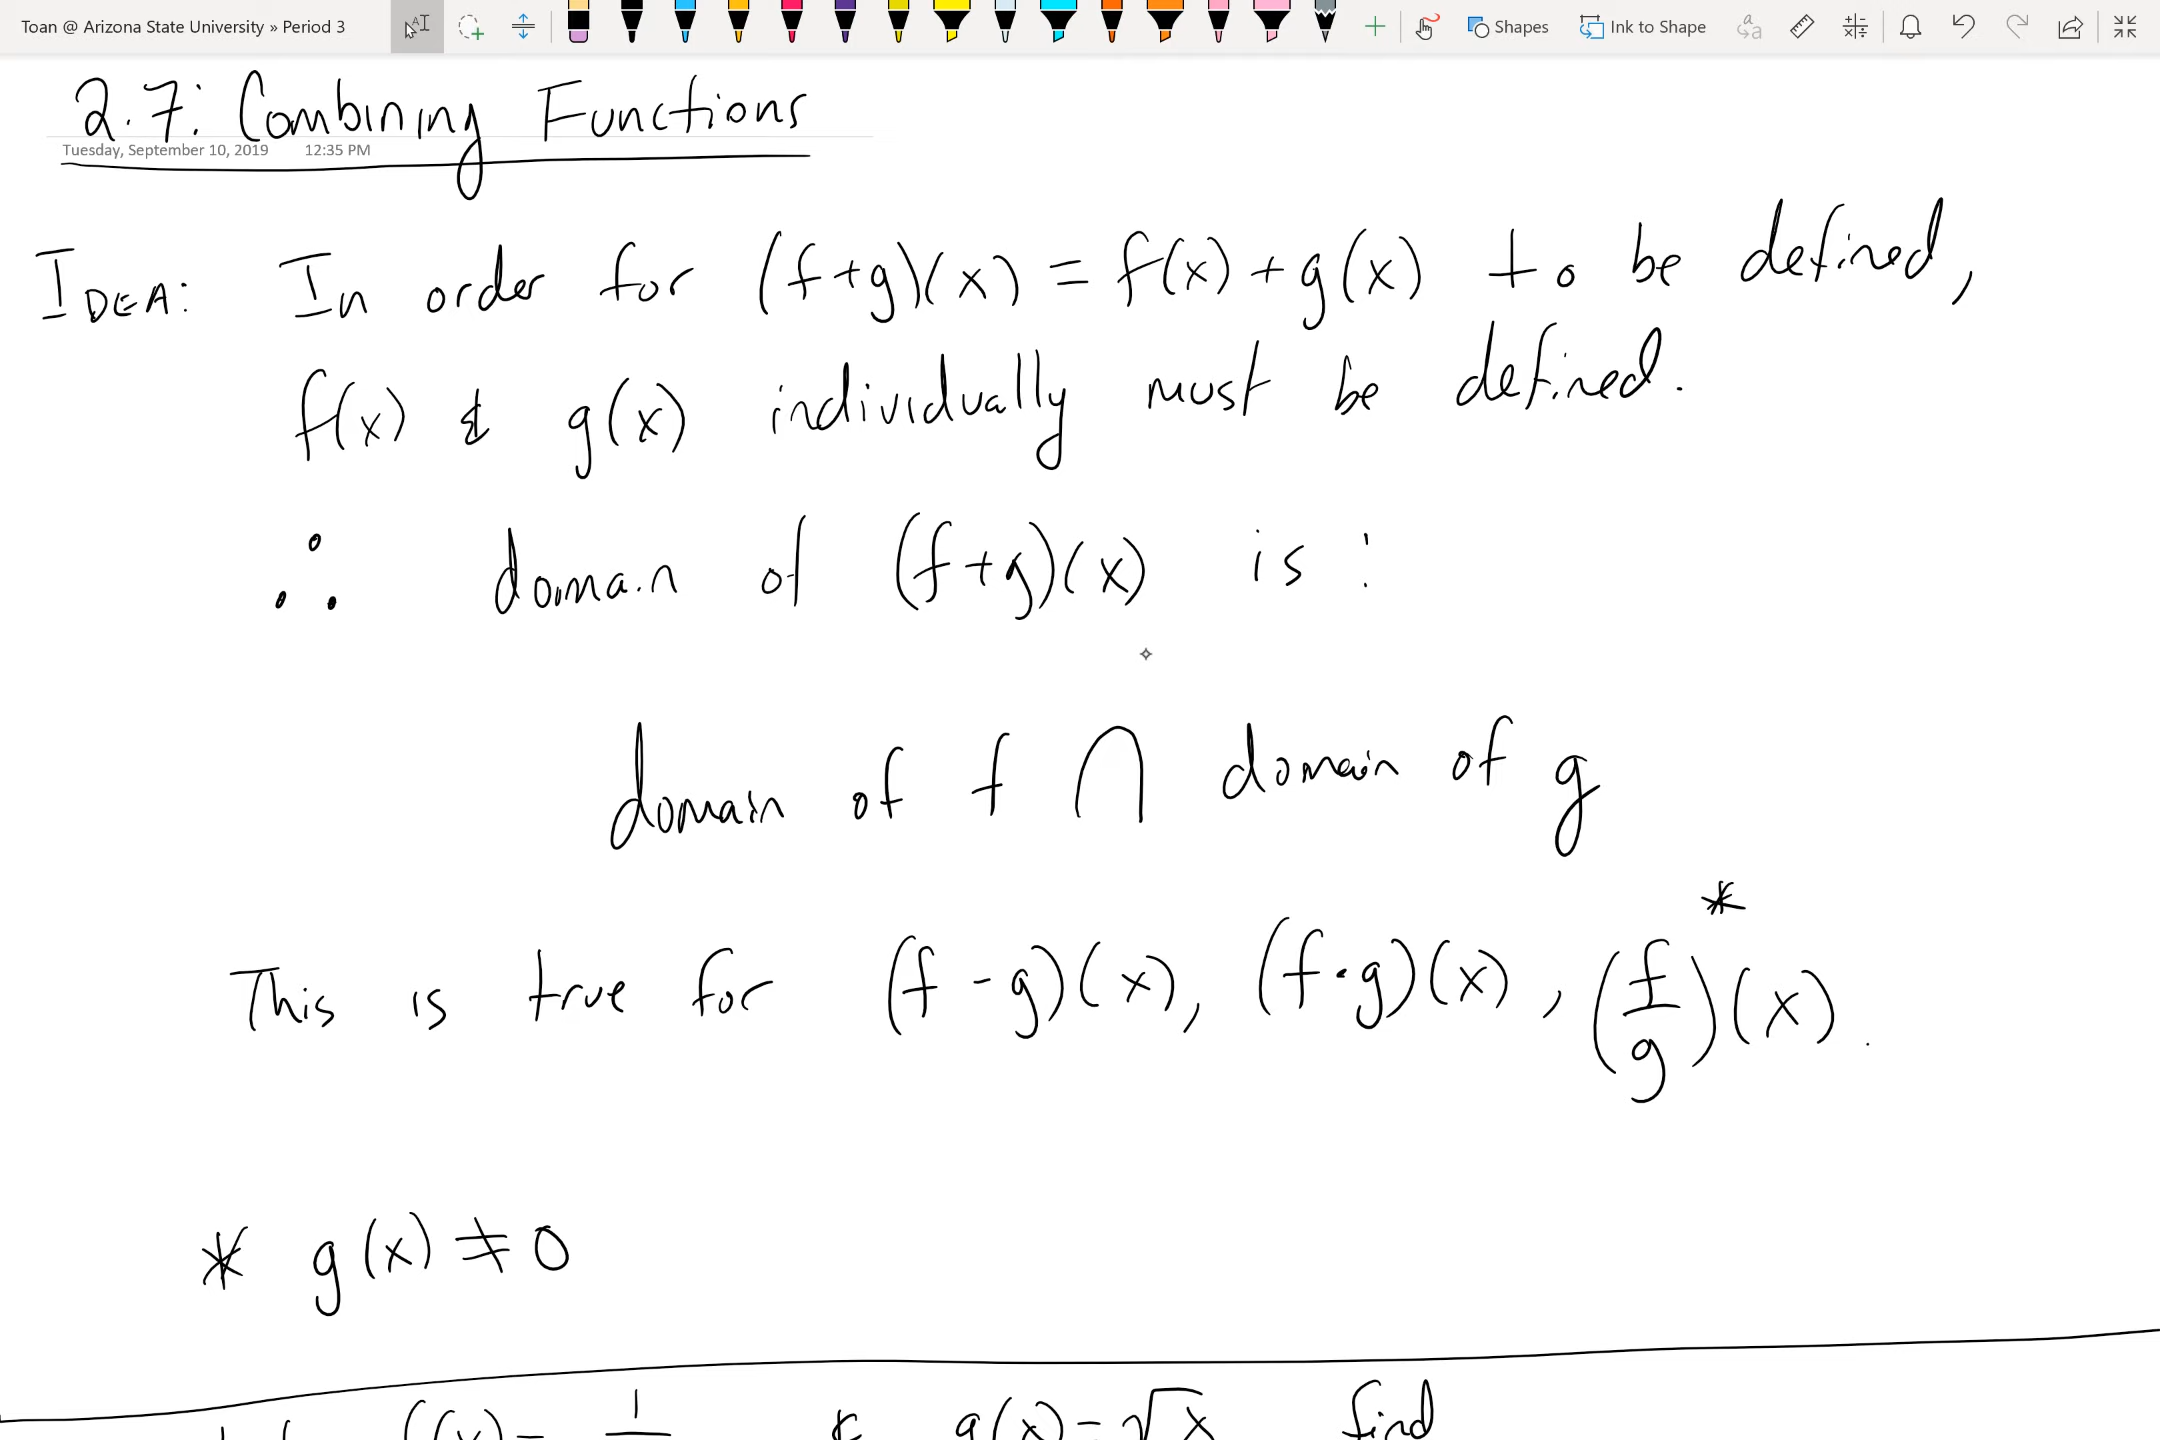 Toan @ Arizona State University » Period 3 Shapes Ink to Shape
2.7: Combining Functions
Tuesday, September 10, 2019 12:35 PM
IDEA: In order for (f+g)(x) = f(x) + g(x) to be defined,
f(x) & g(x) individually must be defined.
∴ domain of (f+g)(x) is :
domain of f ∩ domain of g
*
This is true for (f - g)(x), (f · g)(x), (f/g)(x).
* g(x) ≠ 0
f(x) = 1 & g(x) = √x find